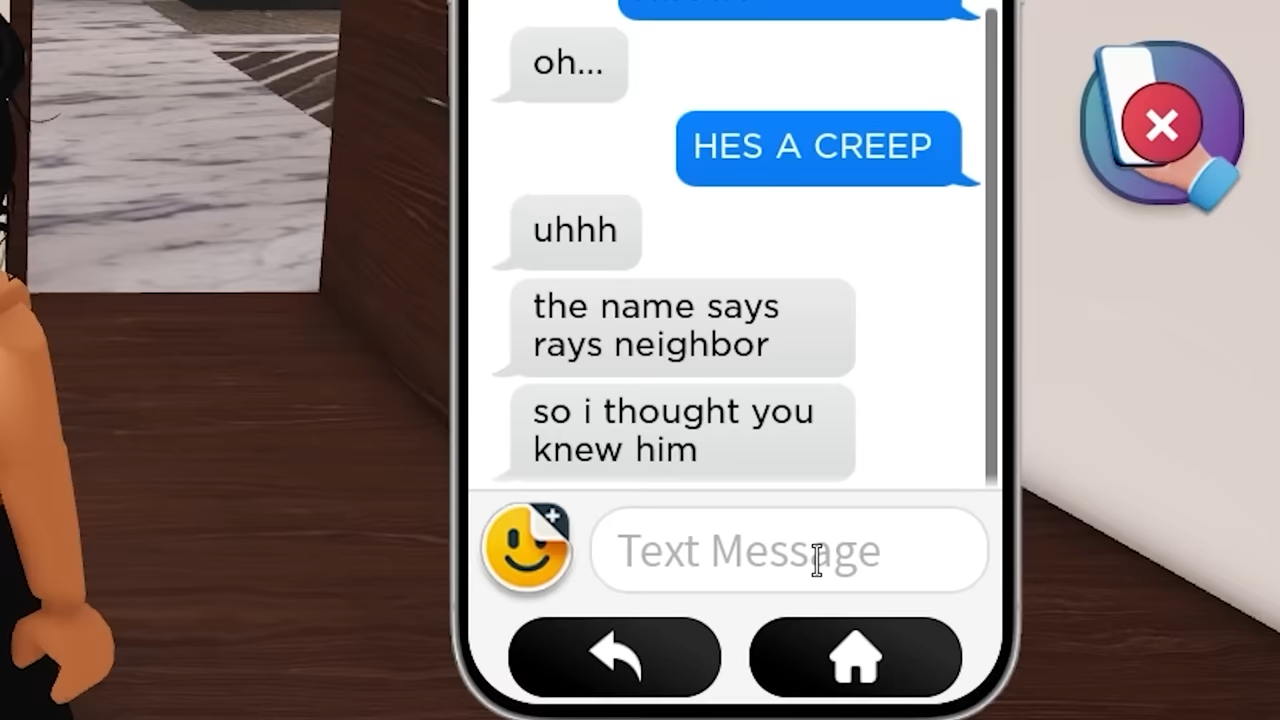 oh...
HES A CREEP
uhhh
the name says
rays neighbor
so i thought you
knew him
Text Message